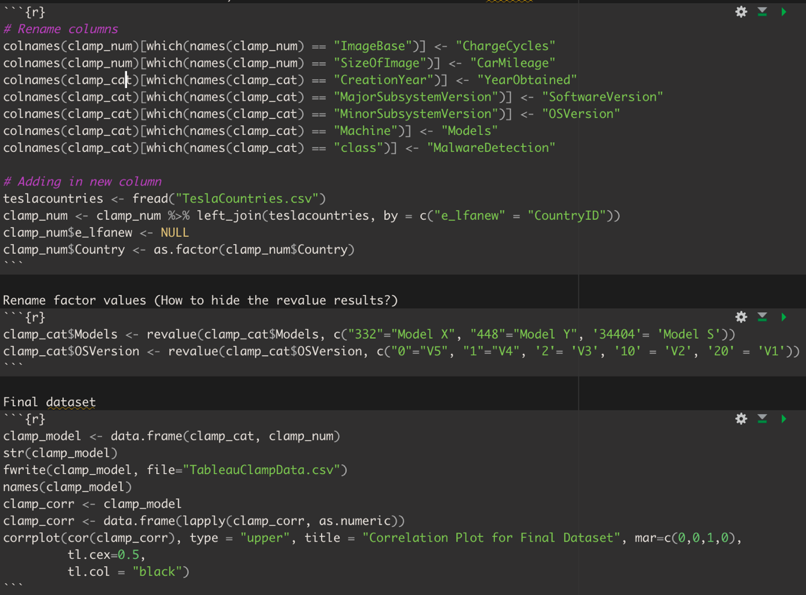 ```{r}
# Rename columns
colnames(clamp_num)[which(names(clamp_num) == "ImageBase")] <- "ChargeCycles"
colnames(clamp_num)[which(names(clamp_num) == "SizeOfImage")] <- "CarMileage"
colnames(clamp_cat)[which(names(clamp_cat) == "CreationYear")] <- "YearObtained"
colnames(clamp_cat)[which(names(clamp_cat) == "MajorSubsystemVersion")] <- "SoftwareVersion"
colnames(clamp_cat)[which(names(clamp_cat) == "MinorSubsystemVersion")] <- "OSVersion"
colnames(clamp_cat)[which(names(clamp_cat) == "Machine")] <- "Models"
colnames(clamp_cat)[which(names(clamp_cat) == "class")] <- "MalwareDetection"
# Adding in new column
teslacountries <- fread("TeslaCountries.csv")
clamp_num <- clamp_num %>% left_join(teslacountries, by = c("e_lfanew" = "CountryID"))
clamp_num$e_lfanew <- NULL
clamp_num$Country <- as.factor(clamp_num$Country)
```
Rename factor values (How to hide the revalue results?)
```{r}
clamp_cat$Models <- revalue(clamp_cat$Models, c("332"="Model X", "448"="Model Y", '34404'= 'Model S'))
clamp_cat$OSVersion <- revalue(clamp_cat$OSVersion, c("0"="V5", "1"="V4", '2'= 'V3', '10' = 'V2', '20' = 'V1'))
```
Final dataset
```{r}
clamp_model <- data.frame(clamp_cat, clamp_num)
str(clamp_model)
fwrite(clamp_model, file="TableauClampData.csv")
names(clamp_model)
clamp_corr <- clamp_model
clamp_corr <- data.frame(lapply(clamp_corr, as.numeric))
corrplot(cor(clamp_corr), type = "upper", title = "Correlation Plot for Final Dataset", mar=c(0,0,1,0),
tl.cex=0.5,
tl.col = "black")
```